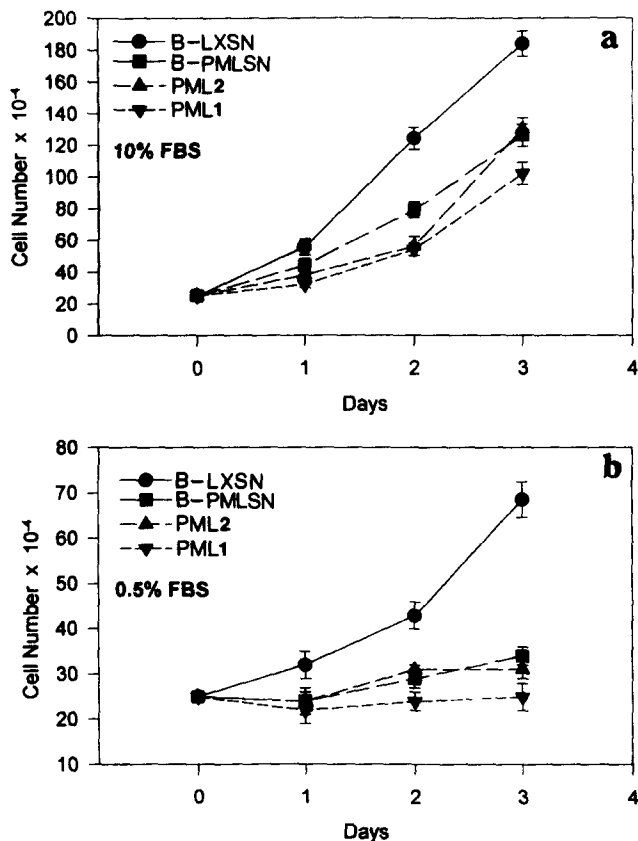 a
B-LXSN
B-PMLSN
PML2
PML1
10% FBS
Cell Number x 10⁻⁴
200
180
160
140
120
100
80
60
40
20
0
0 1 2 3 4
Days
b
B-LXSN
B-PMLSN
PML2
PML1
0.5% FBS
Cell Number x 10⁻⁴
80
70
60
50
40
30
20
10
0 1 2 3 4
Days